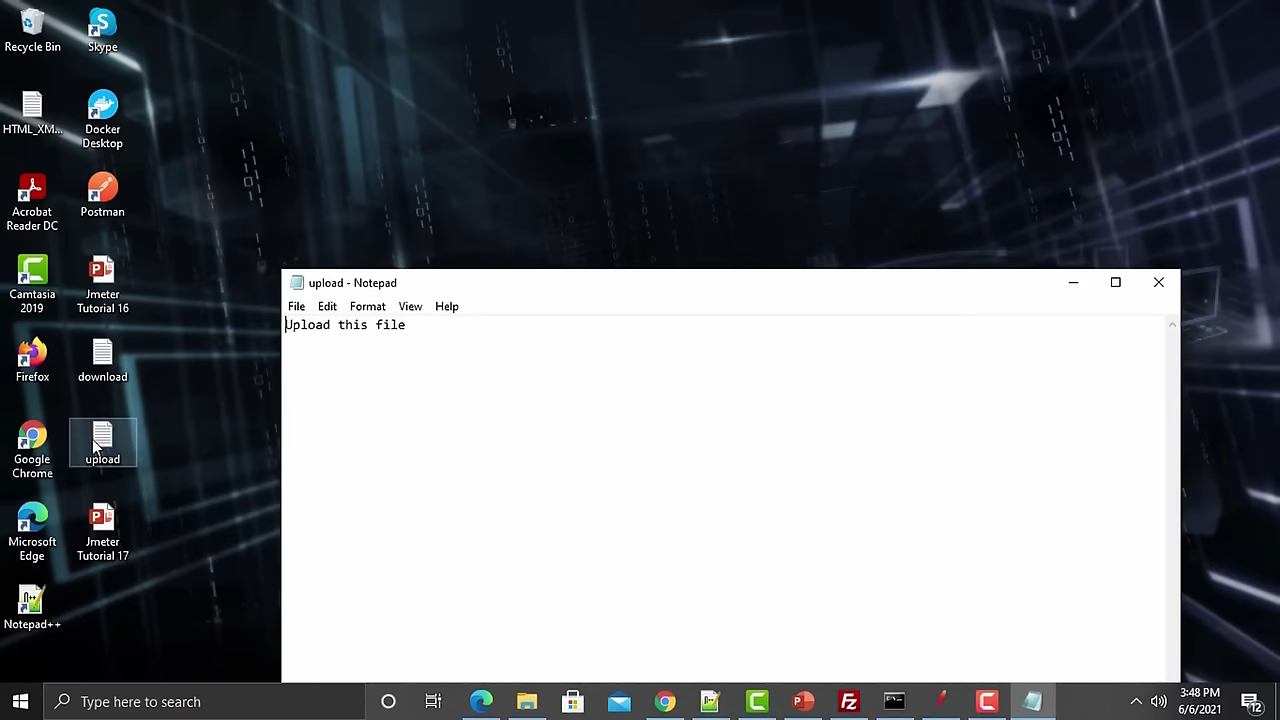 Recycle Bin
Skype
HTML_XM...
Docker
Desktop
Acrobat
Reader DC
Postman
Camtasia
2019
Jmeter
Tutorial 16
Firefox
download
Google
Chrome
upload
Microsoft
Edge
Jmeter
Tutorial 17
Notepad++
upload - Notepad
File Edit Format View Help
Upload this file
Type here to search
3:48 PM
6/6/2021
12